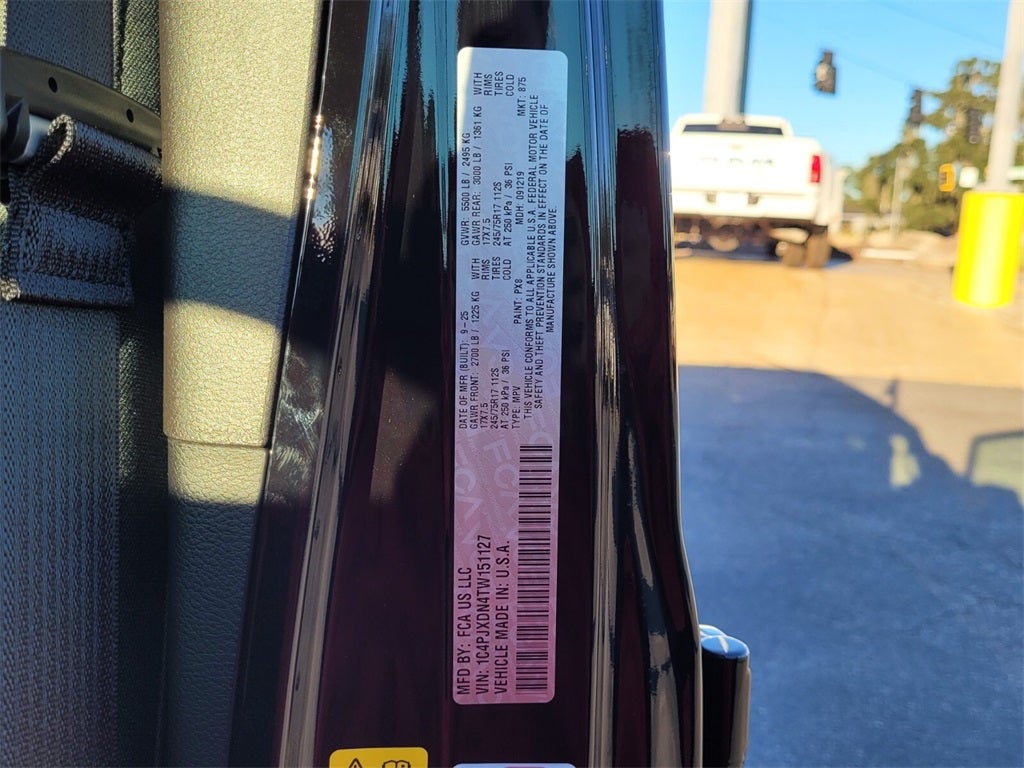 MFD BY: FCA US LLC
VIN: 1C4PJXDN4TW151127
VEHICLE MADE IN: U.S.A.
DATE OF MFR (BUILT): 9-25 GVWR: 5500 LB / 2495 KG
GAWR FRONT: 2700 LB / 1225 KG WITH GAWR REAR: 3000 LB / 1361 KG WITH
17X7.5 RIMS 17X7.5 RIMS
245/75R17 112S TIRES 245/75R17 112S TIRES
AT 250 kPa / 36 PSI COLD AT 250 kPa / 36 PSI COLD
TYPE: MPV PAINT: PX8 MDH: 091219 MKT: 875
THIS VEHICLE CONFORMS TO ALL APPLICABLE U.S.A. FEDERAL MOTOR VEHICLE
SAFETY AND THEFT PREVENTION STANDARDS IN EFFECT ON THE DATE OF
MANUFACTURE SHOWN ABOVE.